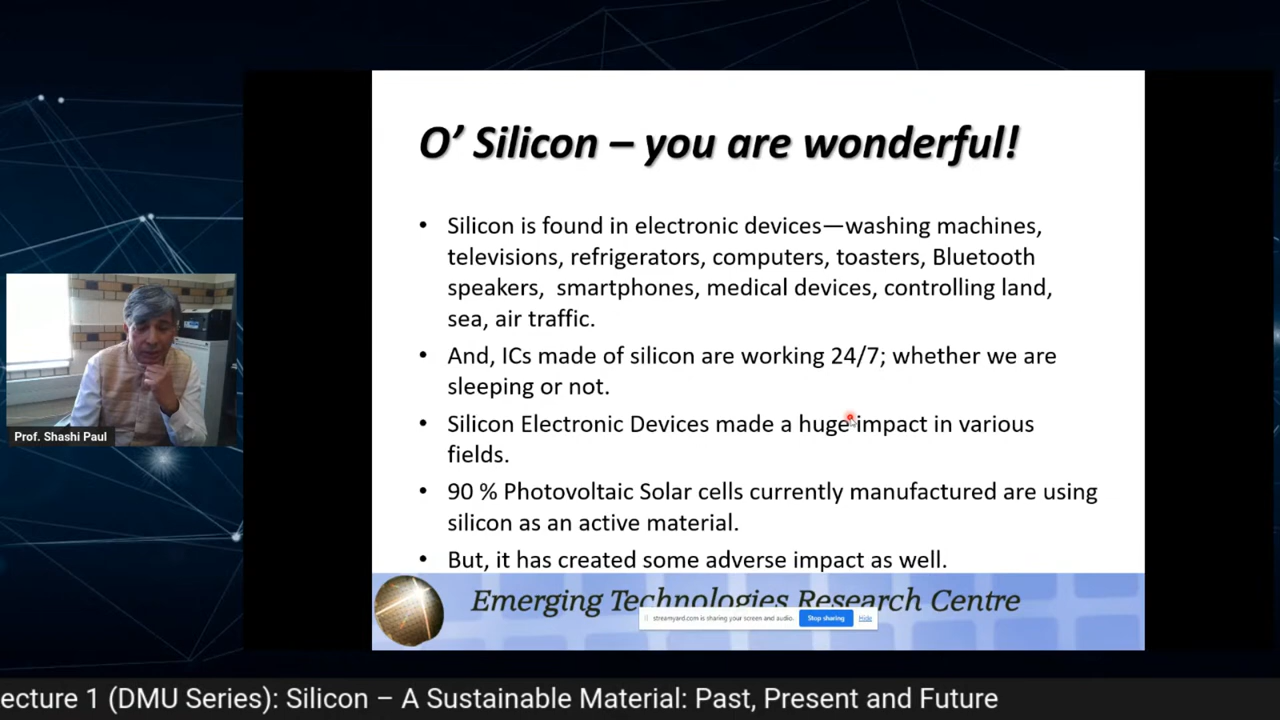 O' Silicon – you are wonderful!
• Silicon is found in electronic devices—washing machines,
televisions, refrigerators, computers, toasters, Bluetooth
speakers, smartphones, medical devices, controlling land,
sea, air traffic.
• And, ICs made of silicon are working 24/7; whether we are
sleeping or not.
• Silicon Electronic Devices made a huge impact in various
fields.
• 90 % Photovoltaic Solar cells currently manufactured are using
silicon as an active material.
• But, it has created some adverse impact as well.
Prof. Shashi Paul
Emerging Technologies Research Centre
streamyard.com is sharing your screen and audio. Stop sharing Hide
ecture 1 (DMU Series): Silicon – A Sustainable Material: Past, Present and Future